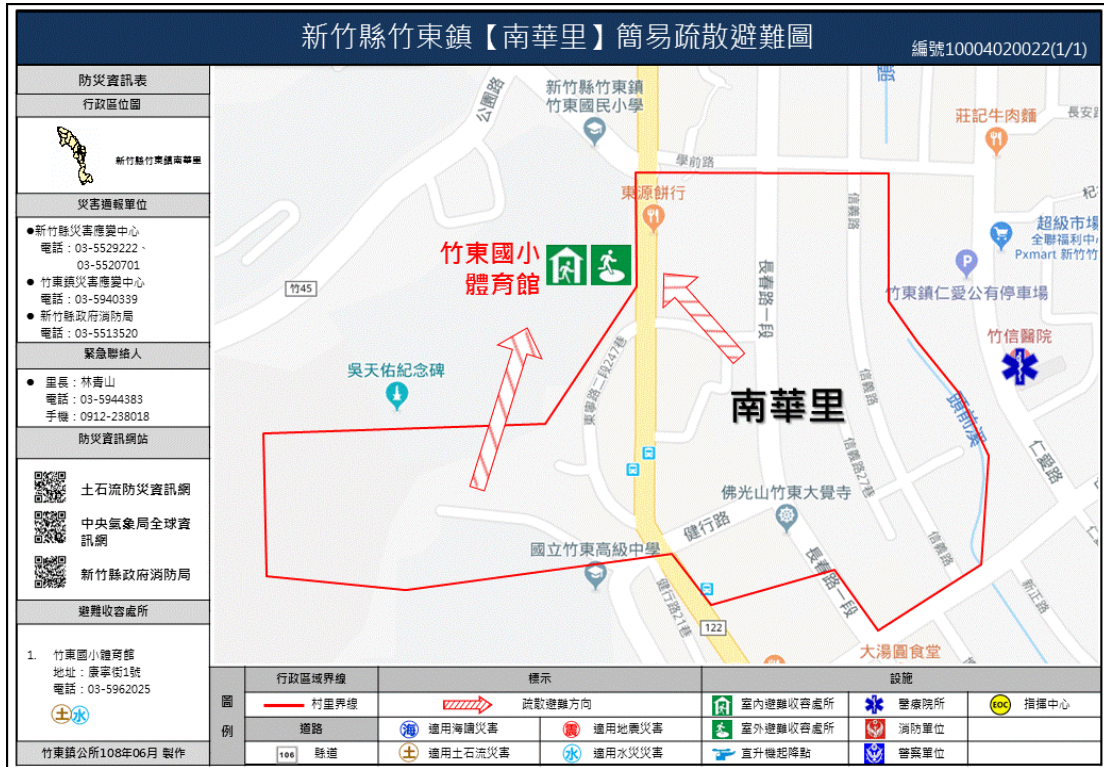 新竹縣竹東鎮【南華里】簡易疏散避難圖
編號10004020022(1/1)
防災資訊表
行政區位圖
新竹縣竹東鎮南華里
災害通報單位
●新竹縣災害應變中心
電話：03-5529222、
03-5520701
● 竹東鎮災害應變中心
電話：03-5940339
● 新竹縣政府消防局
電話：03-5513520
緊急聯絡人
● 里長：林青山
電話：03-5944383
手機：0912-238018
防災資訊網站
土石流防災資訊網
中央氣象局全球資
訊網
新竹縣政府消防局
避難收容處所
1. 竹東國小體育館
地址：康寧街1號
電話：03-5962025
土 水
竹東鎮公所108年06月 製作
公園路
新竹縣竹東鎮
竹東國民小學
學前路
東源餅行
莊記牛肉麵
長安路
信義路
超級市場
全聯福利中心
Pxmart 新竹竹
竹東鎮仁愛公有停車場
竹信醫院
頭前溪
仁愛路
竹東國小
體育館
竹45
長春路一段
東寧路二段247巷
吳天佑紀念碑
南華里
信義路
信義路27巷
佛光山竹東大覺寺
健行路
國立竹東高級中學
健行路21巷
長春路一段
信義路
新正路
122
大湯圓食堂
圖例
行政區域界線
村里界線
道路
106 縣道
標示
疏散避難方向
海 適用海嘯災害
震 適用地震災害
土 適用土石流災害
水 適用水災災害
設施
室內避難收容處所
醫療院所
EOC 指揮中心
室外避難收容處所
消防單位
直升機起降點
警察單位